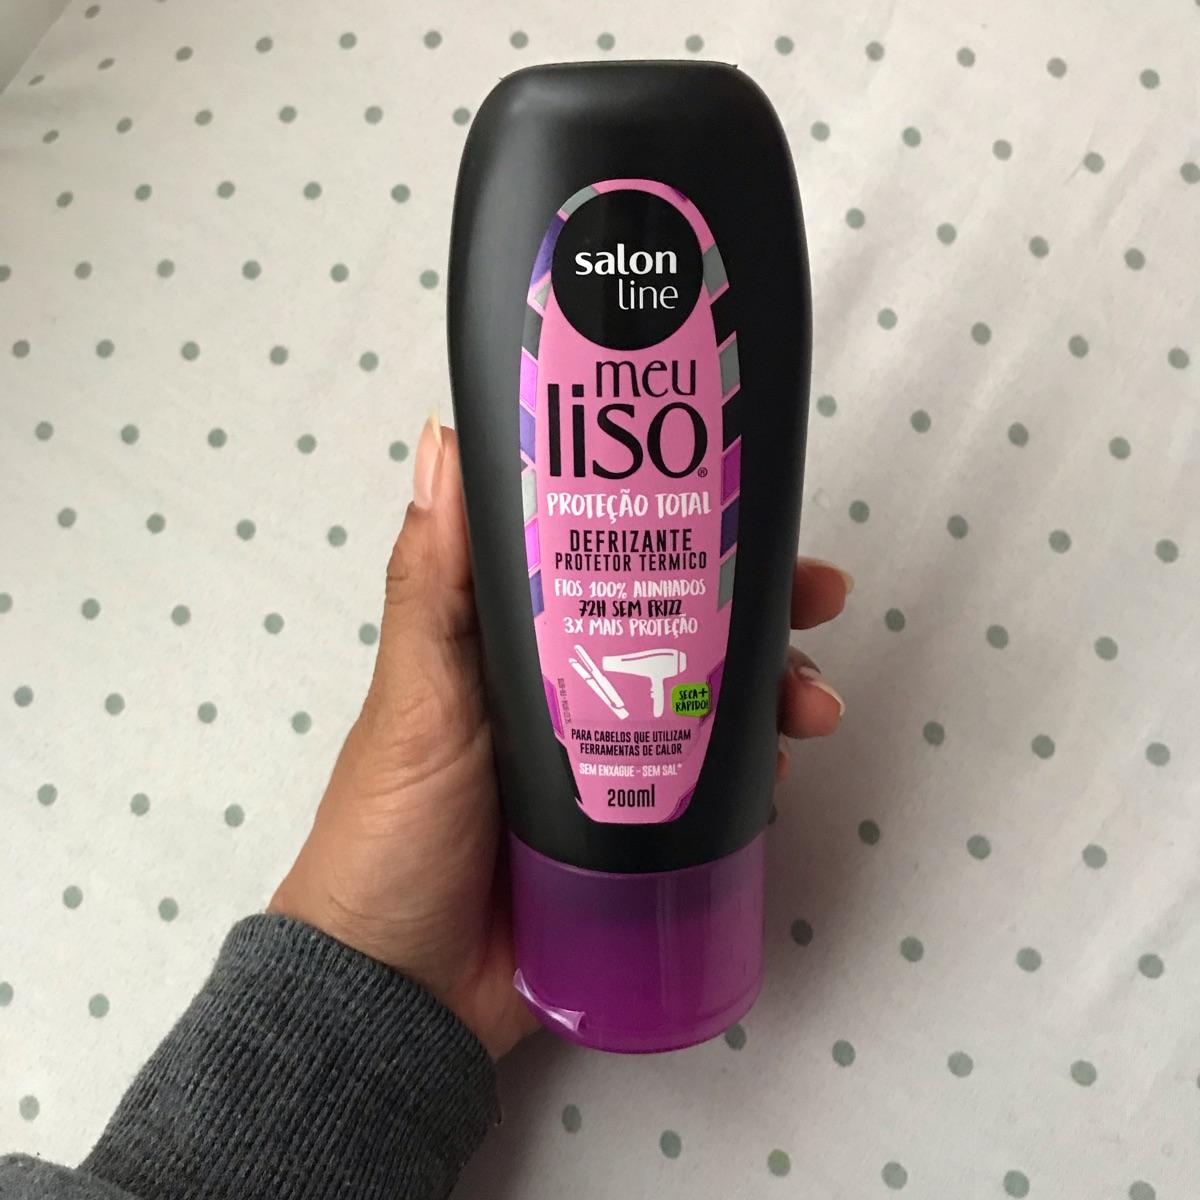 salon
line
meu
liso®
PROTEÇÃO TOTAL
DEFRIZANTE
PROTETOR TÉRMICO
FIOS 100% ALINHADOS
72H SEM FRIZZ
3X MAIS PROTEÇÃO
SECA+
RÁPIDO!
PARA CABELOS QUE UTILIZAM
FERRAMENTAS DE CALOR
SEM ENXÁGUE - SEM SAL*
200ml